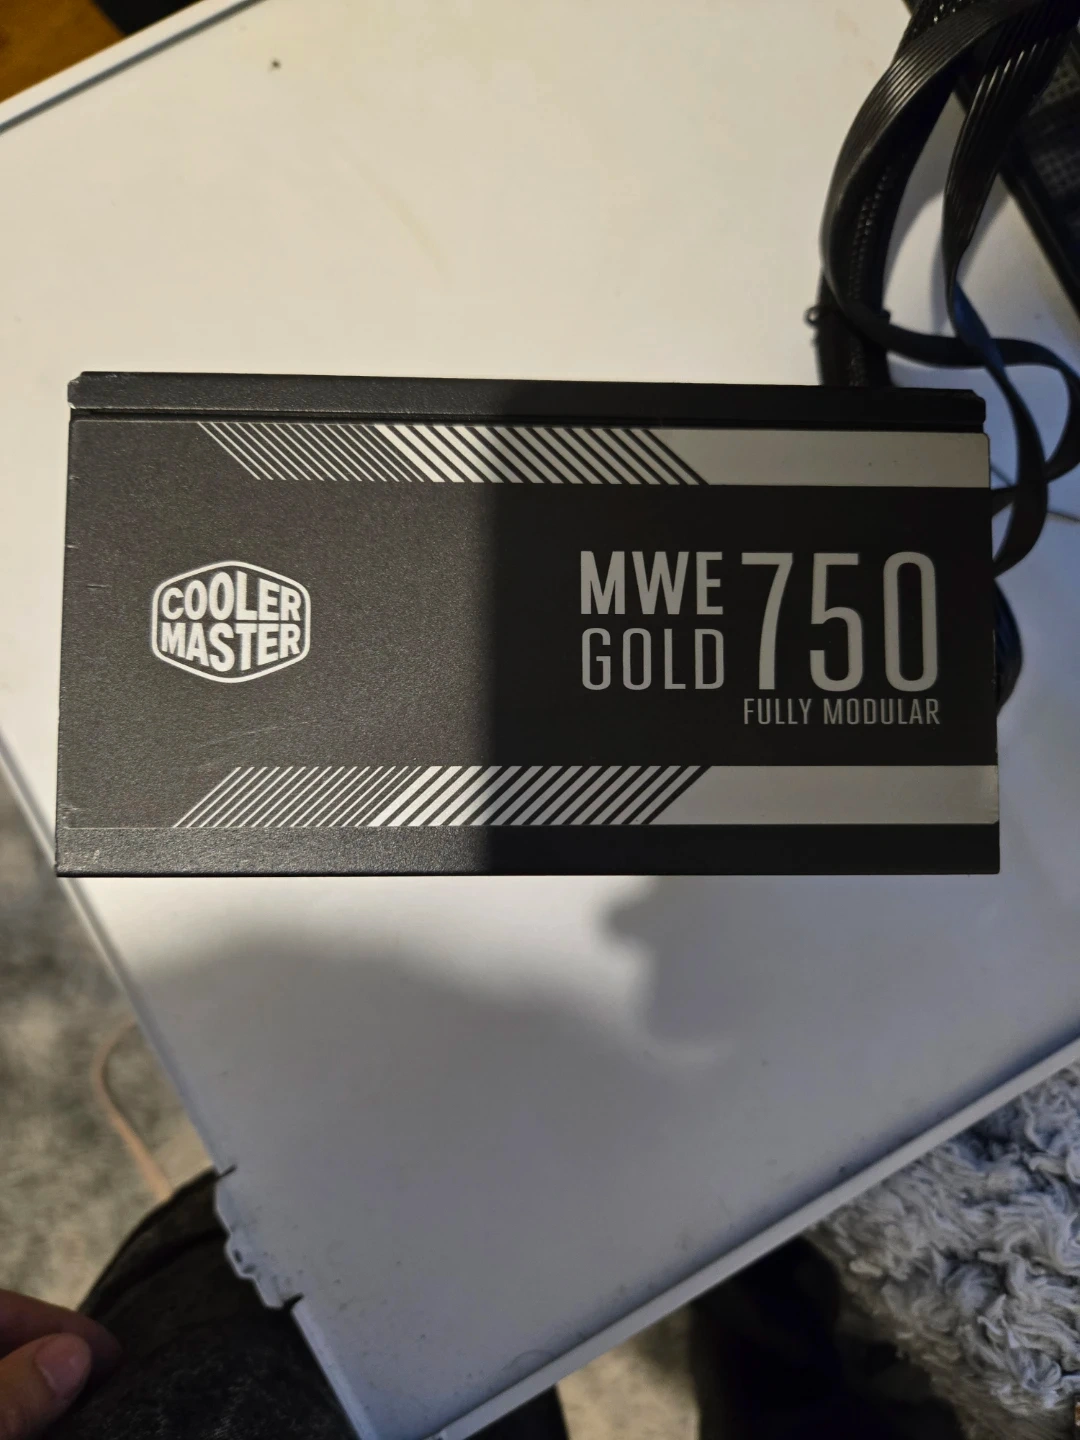 COOLER
MASTER
MWE
GOLD
750
FULLY MODULAR